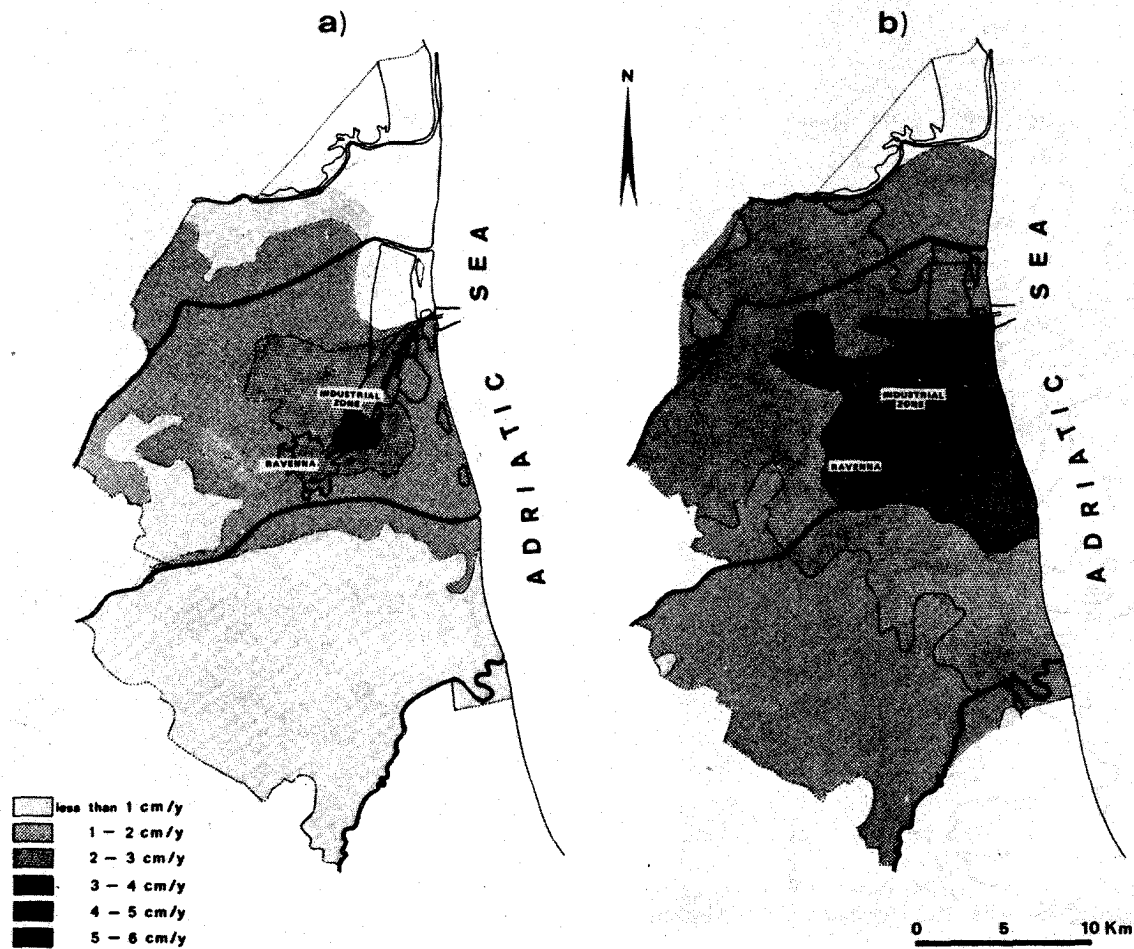 a)
b)
N
SEA
ADRIATIC
INDUSTRIAL
ZONE
RAVENNA
SEA
ADRIATIC
INDUSTRIAL
ZONE
RAVENNA
less than 1 cm/y
1 – 2 cm/y
2 – 3 cm/y
3 – 4 cm/y
4 – 5 cm/y
5 – 6 cm/y
0 5 10 Km